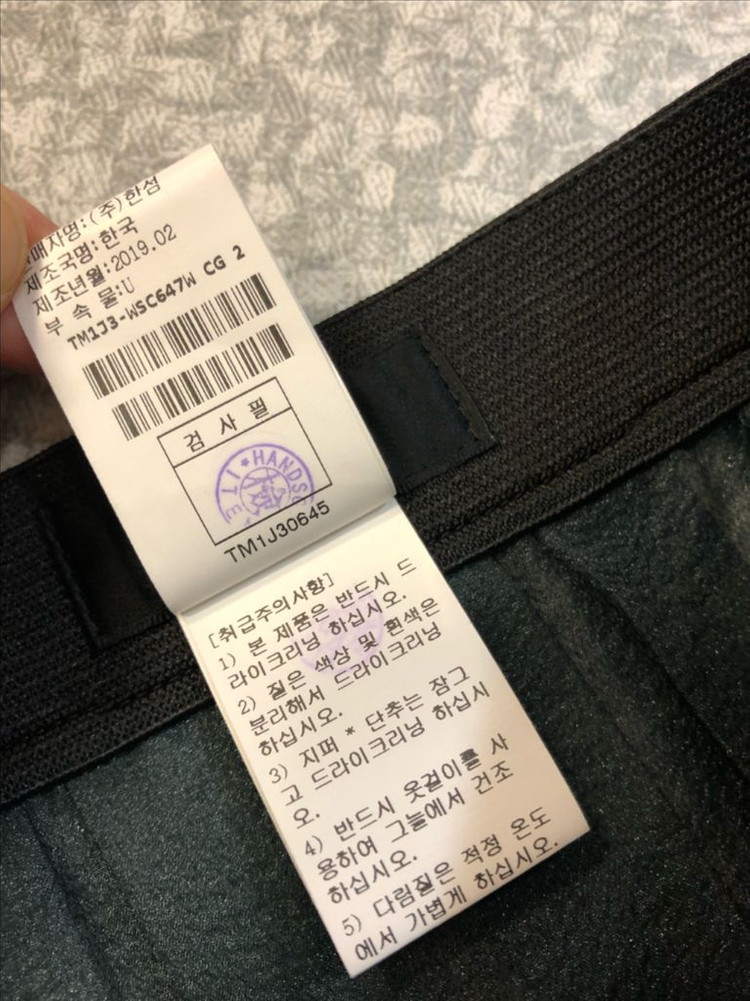 매사명:(주)한섬
제조국명:한국
제조년월:2019.02
부 속 물:U
TM1J3-WSC647W CG 2
검 사 필
HANDS
TM1J30645
[취급주의사항]
1) 본 제품은 반드시 드
라이크리닝 하십시오.
2) 짙은 색상 및 흰색은
분리해서 드라이크리닝
하십시오.
3) 지퍼 * 단추는 잠그
고 드라이크리닝 하십시
오.
4) 반드시 옷걸이를 사
용하여 그늘에서 건조
하십시오.
5) 다림질은 적정 온도
에서 가볍게 하십시오.